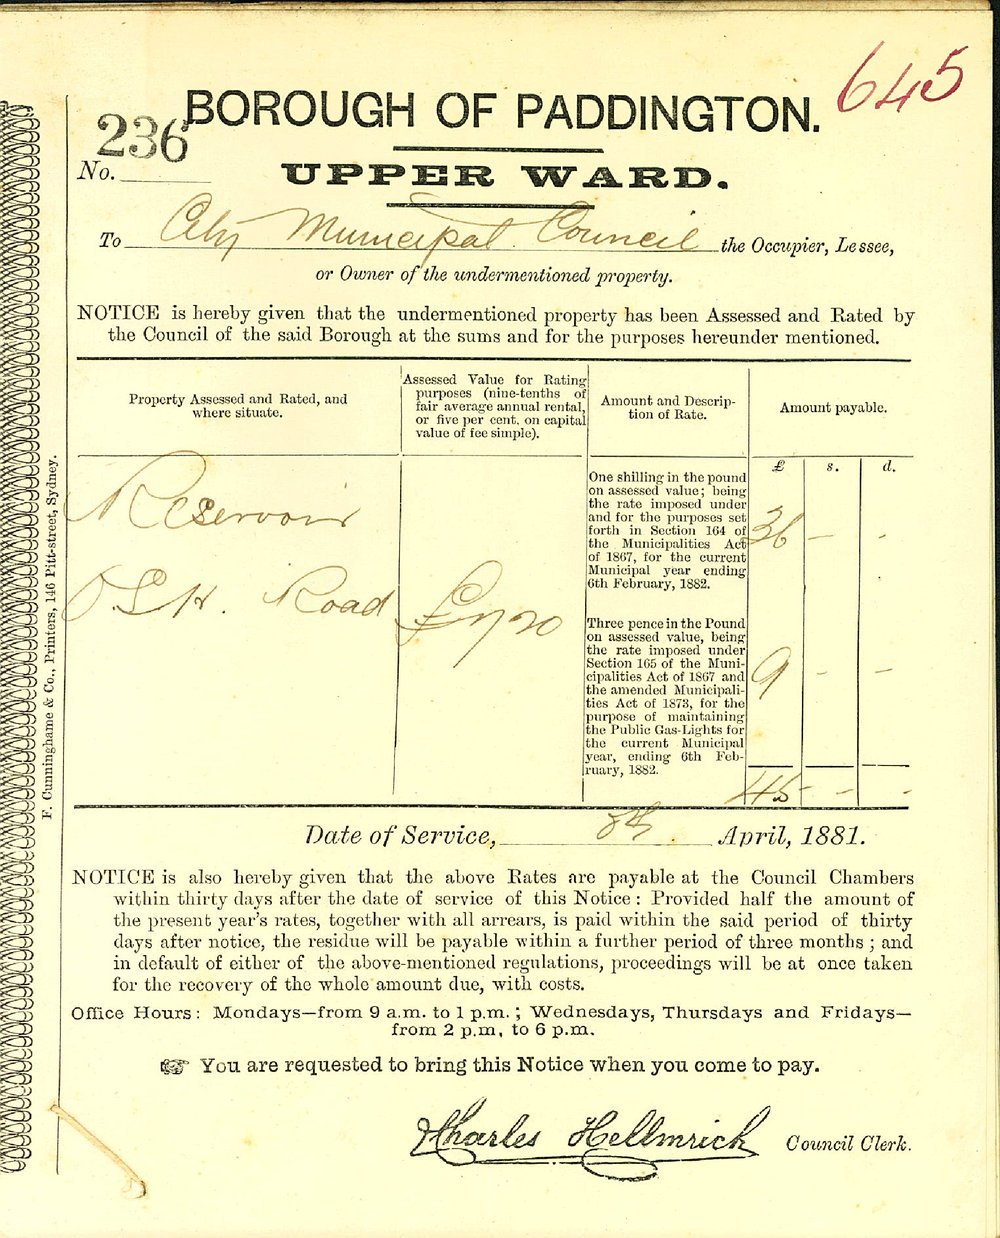 645
BOROUGH OF PADDINGTON.
236
No.
UPPER WARD.
To City Municipal Council the Occupier, Lessee,
or Owner of the undermentioned property.
NOTICE is hereby given that the undermentioned property has been Assessed and Rated by
the Council of the said Borough at the sums and for the purposes hereunder mentioned.
Property Assessed and Rated, and
where situate.
Assessed Value for Rating
purposes (nine-tenths of
fair average annual rental,
or five per cent. on capital
value of fee simple).
Amount and Descrip-
tion of Rate.
Amount payable.
£ s. d.
Reservoir
O.S.H. Road
£720
One shilling in the pound
on assessed value; being
the rate imposed under
and for the purposes set
forth in Section 164 of
the Municipalities Act
of 1867, for the current
Municipal year ending
6th February, 1882.
36 - -
Three pence in the Pound
on assessed value, being
the rate imposed under
Section 165 of the Muni-
cipalities Act of 1867 and
the amended Municipali-
ties Act of 1873, for the
purpose of maintaining
the Public Gas-Lights for
the current Municipal
year, ending 6th Feb-
ruary, 1882.
9 - -
45 - -
Date of Service, 8th April, 1881.
NOTICE is also hereby given that the above Rates are payable at the Council Chambers
within thirty days after the date of service of this Notice: Provided half the amount of
the present year's rates, together with all arrears, is paid within the said period of thirty
days after notice, the residue will be payable within a further period of three months; and
in default of either of the above-mentioned regulations, proceedings will be at once taken
for the recovery of the whole amount due, with costs.
Office Hours: Mondays—from 9 a.m. to 1 p.m.; Wednesdays, Thursdays and Fridays—
from 2 p.m. to 6 p.m.
☞ You are requested to bring this Notice when you come to pay.
Charles Hellmrich Council Clerk.
F. Cunninghame & Co., Printers, 146 Pitt-street, Sydney.